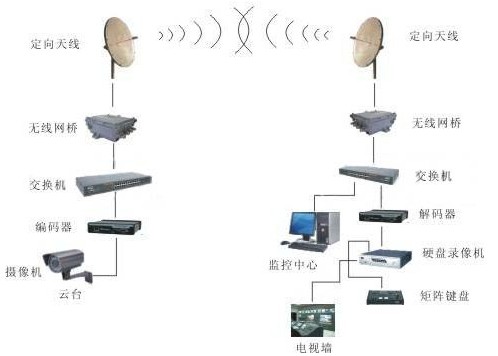 定向天线
定向天线
无线网桥
无线网桥
交换机
交换机
编码器
解码器
摄像机
监控中心
硬盘录像机
云台
矩阵键盘
电视墙